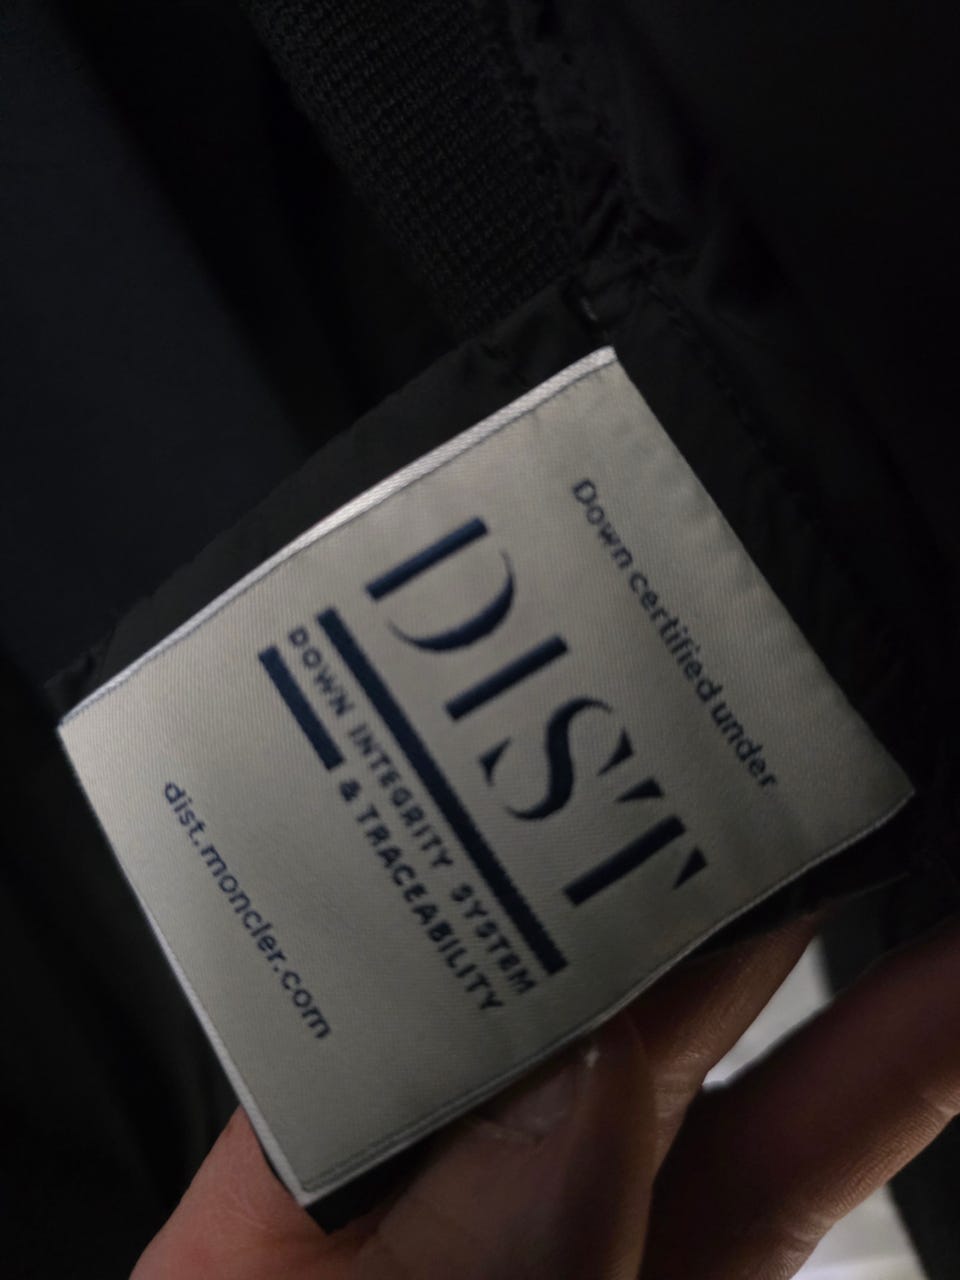 Down certified under
DIST
DOWN INTEGRITY SYSTEM
& TRACEABILITY
dist.moncler.com